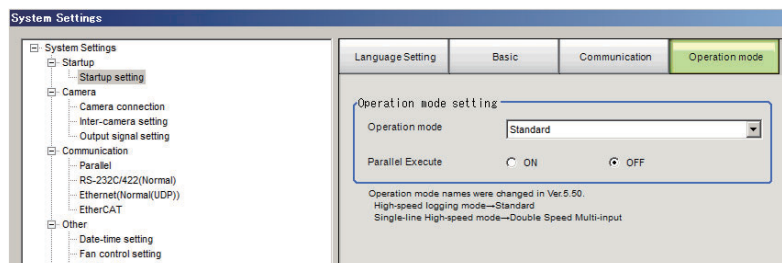 System Settings
System Settings
Startup
Startup setting
Camera
Camera connection
Inter-camera setting
Output signal setting
Communication
Parallel
RS-232C/422(Normal)
Ethernet(Normal(UDP))
EtherCAT
Other
Date-time setting
Fan control setting
Language Setting
Basic
Communication
Operation mode
Operation mode setting
Operation mode
Standard
Parallel Execute
ON
OFF
Operation mode names were changed in Ver.5.50.
High-speed logging mode→Standard
Single-line High-speed mode→Double Speed Multi-input